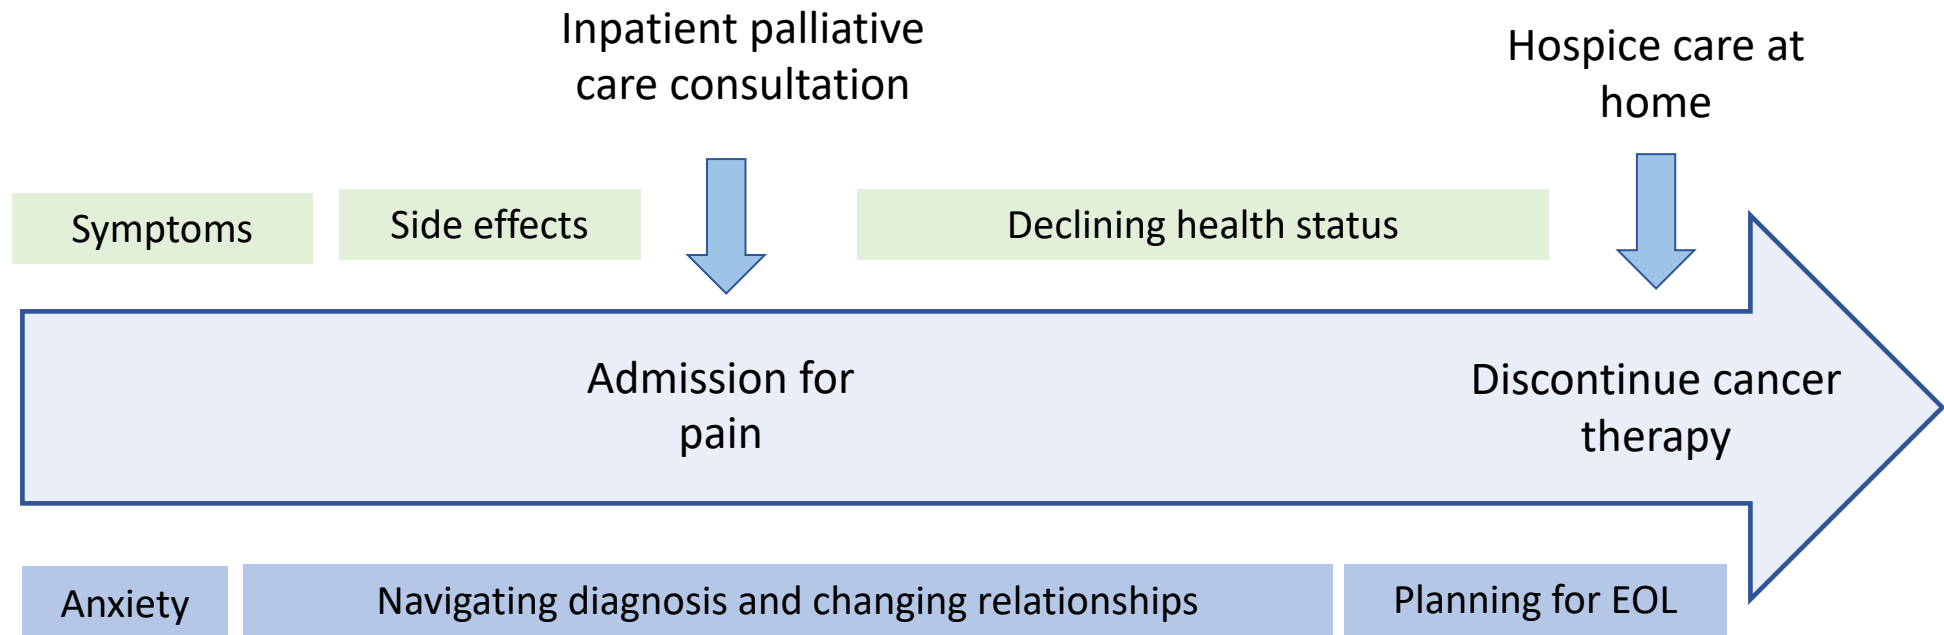 Inpatient palliative
care consultation
Hospice care at
home
Symptoms
Side effects
Declining health status
Admission for
pain
Discontinue cancer
therapy
Anxiety
Navigating diagnosis and changing relationships
Planning for EOL